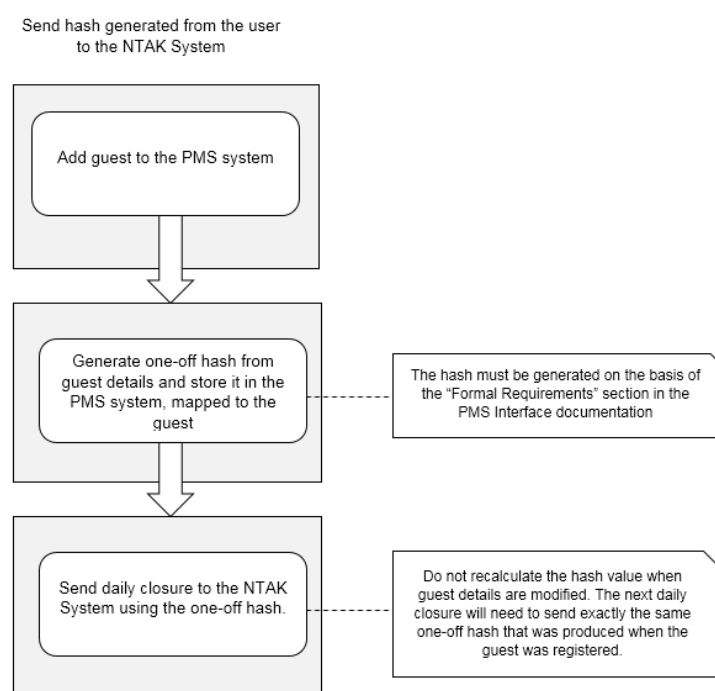 Send hash generated from the user
to the NTAK System
Add guest to the PMS system
Generate one-off hash from
guest details and store it in the
PMS system, mapped to the
guest
The hash must be generated on the basis of
the “Formal Requirements” section in the
PMS Interface documentation
Send daily closure to the NTAK
System using the one-off hash.
Do not recalculate the hash value when
guest details are modified. The next daily
closure will need to send exactly the same
one-off hash that was produced when the
guest was registered.